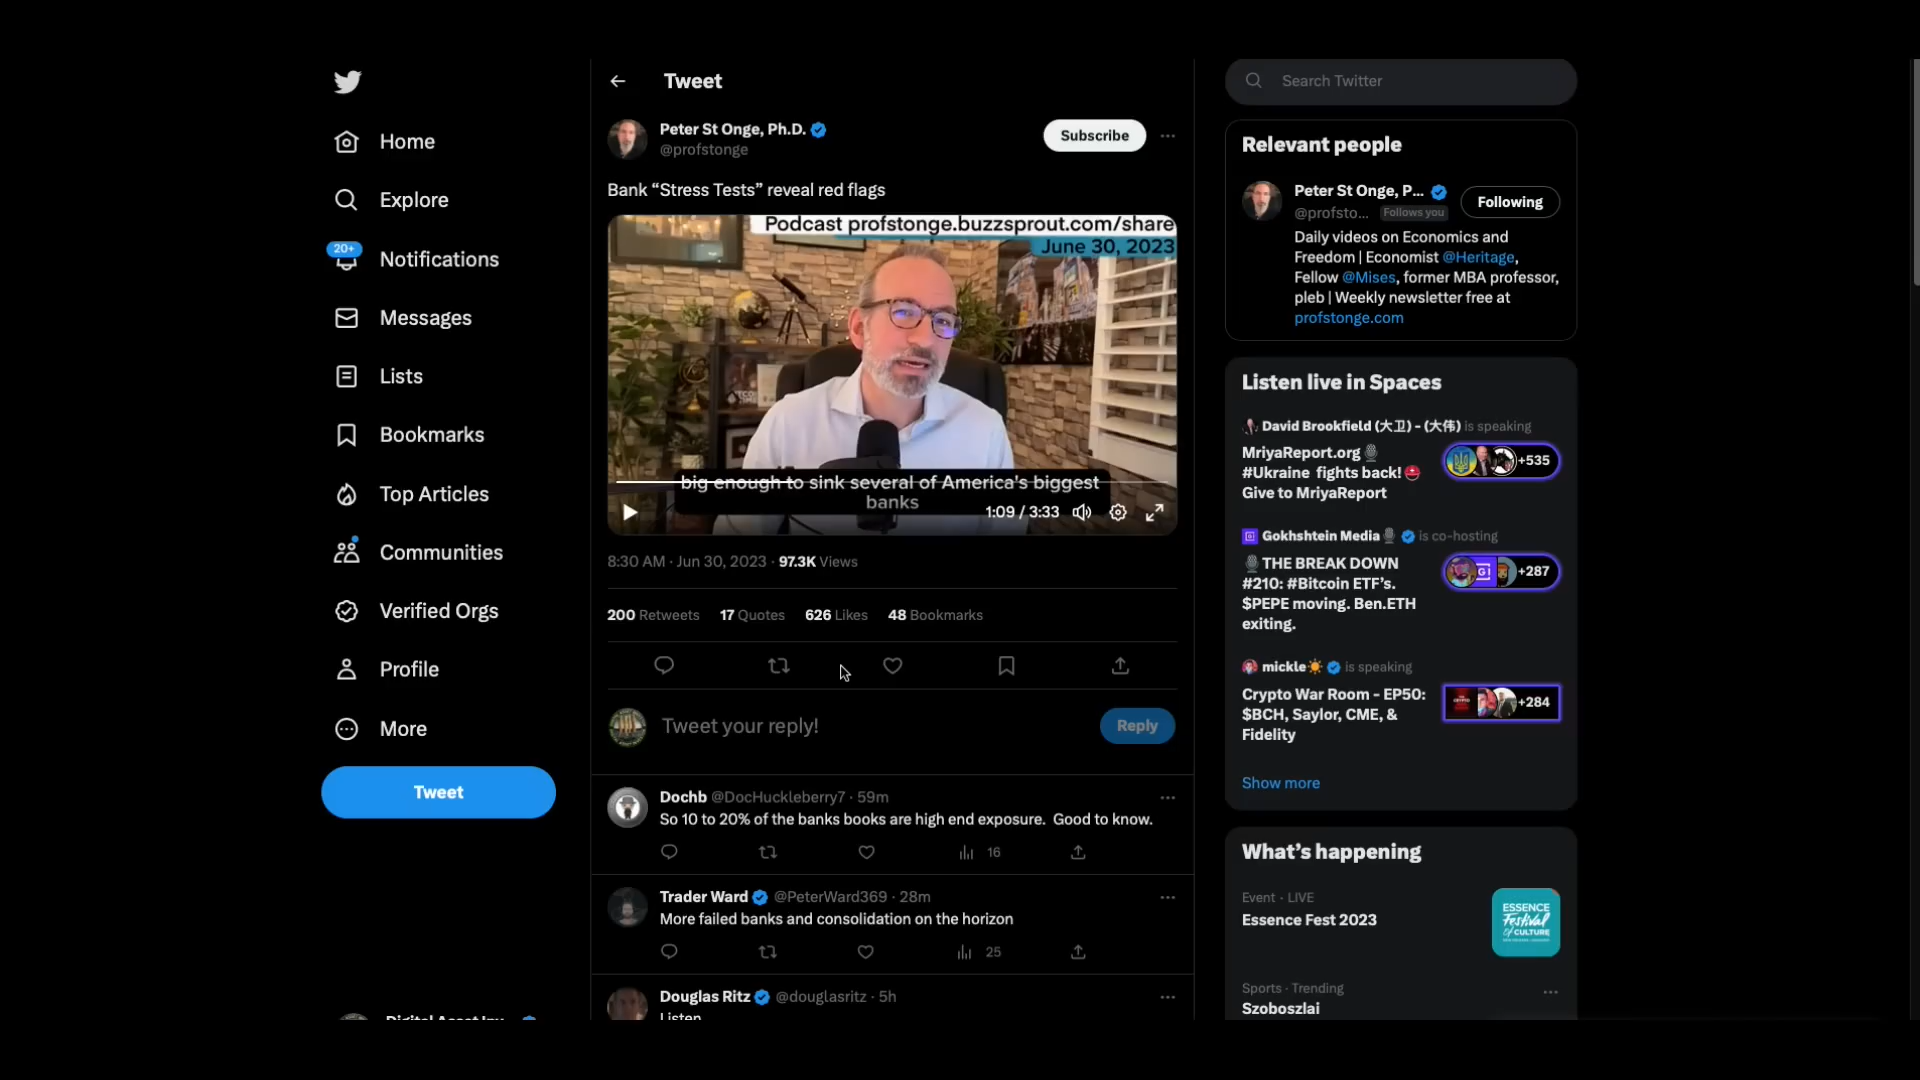 Home
Explore
20+
Notifications
Messages
Lists
Bookmarks
Top Articles
Communities
Verified Orgs
Profile
More
Tweet
Tweet
Peter St Onge, Ph.D.
@profstonge
Subscribe
Bank “Stress Tests” reveal red flags
Podcast profstonge.buzzsprout.com/share
June 30, 2023
big enough to sink several of America's biggest
banks
1:09 / 3:33
8:30 AM · Jun 30, 2023 · 97.3K Views
200 Retweets 17 Quotes 626 Likes 48 Bookmarks
Tweet your reply!
Reply
Dochb @DocHuckleberry7 · 59m
So 10 to 20% of the banks books are high end exposure. Good to know.
16
Trader Ward @PeterWard369 · 28m
More failed banks and consolidation on the horizon
25
Douglas Ritz @douglasritz · 5h
Listen
Search Twitter
Relevant people
Peter St Onge, P...
@profsto... Follows you
Following
Daily videos on Economics and
Freedom | Economist @Heritage,
Fellow @Mises, former MBA professor,
pleb | Weekly newsletter free at
profstonge.com
Listen live in Spaces
David Brookfield (大卫) - (大伟) is speaking
MriyaReport.org
#Ukraine fights back!
Give to MriyaReport
+535
Gokhshtein Media is co-hosting
THE BREAK DOWN
#210: #Bitcoin ETF's.
$PEPE moving. Ben.ETH
exiting.
+287
mickle is speaking
Crypto War Room - EP50:
$BCH, Saylor, CME, &
Fidelity
+284
Show more
What’s happening
Event · LIVE
Essence Fest 2023
ESSENCE
Festival
OF CULTURE
Sports · Trending
Szoboszlai